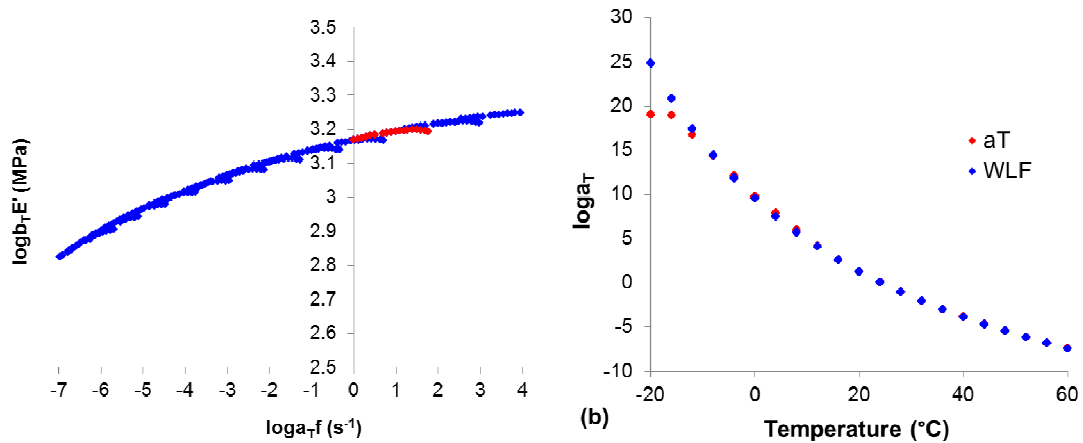 3.5
3.4
3.3
3.2
3.1
3
2.9
2.8
2.7
2.6
2.5
-7 -6 -5 -4 -3 -2 -1 0 1 2 3 4
logb_TE' (MPa)
loga_Tf (s⁻¹)
30
25
20
15
10
5
0
-5
-10
-20 0 20 40 60
loga_T
aT
WLF
(b)
Temperature (°C)